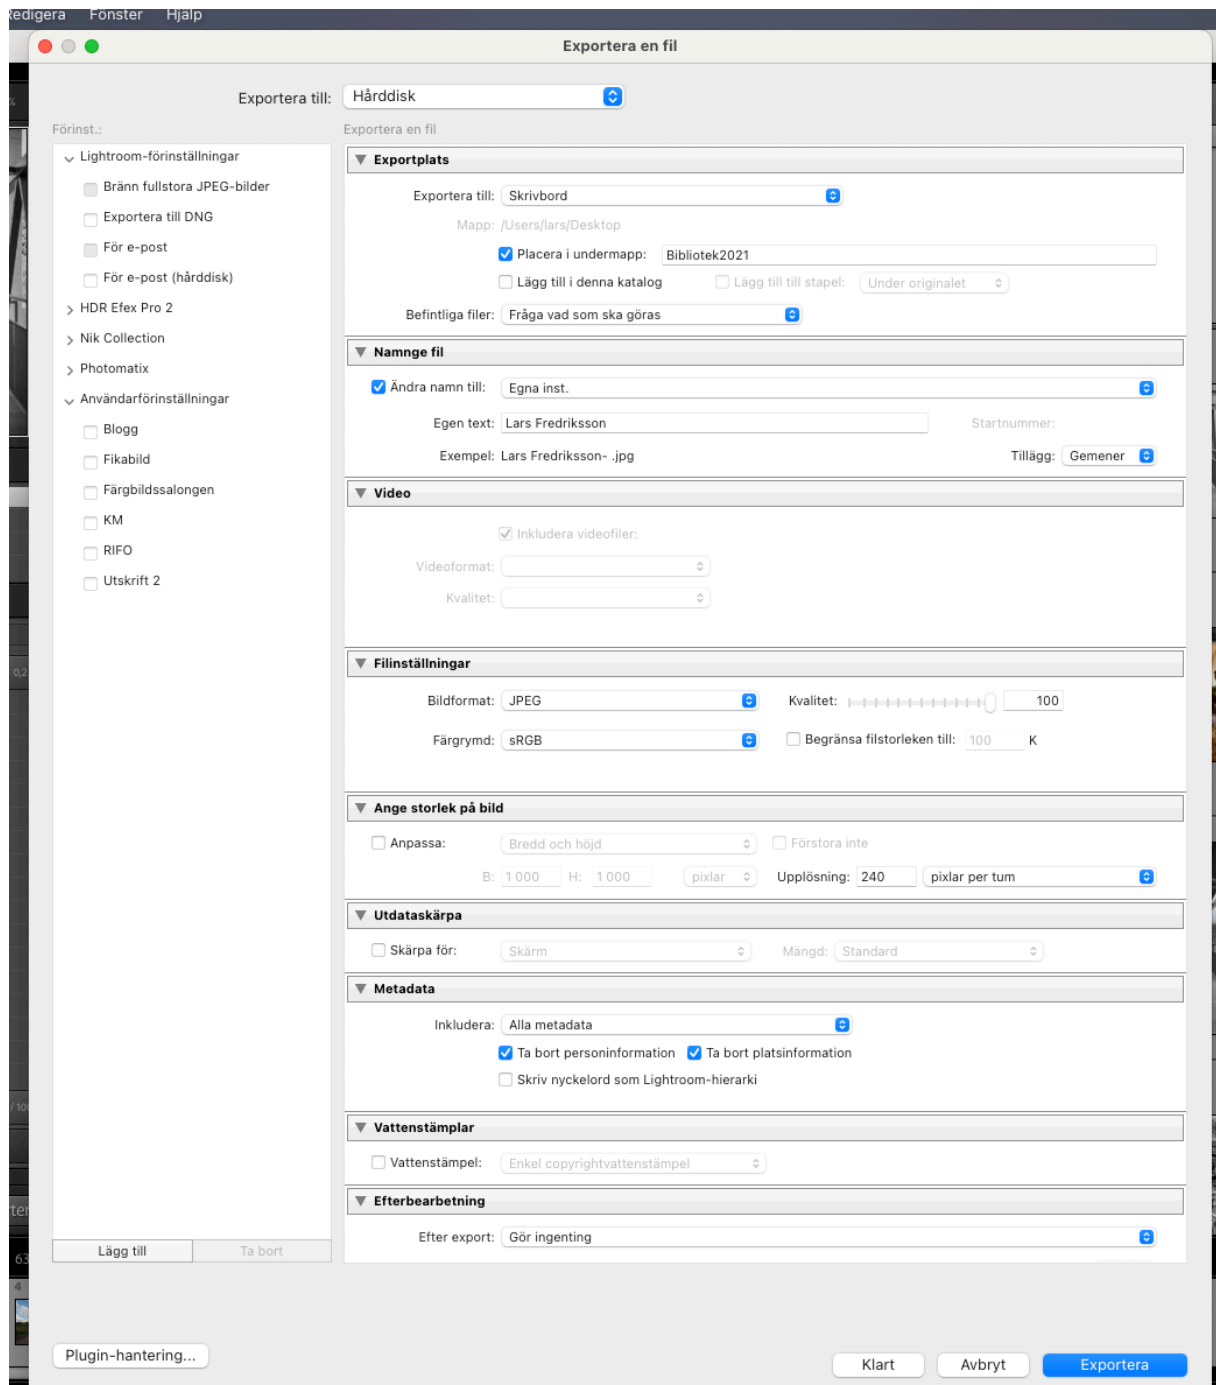 Redigera Fönster Hjälp
Exportera en fil
Exportera till: Hårddisk
Förinst.:
Lightroom-förinställningar
Bränn fullstora JPEG-bilder
Exportera till DNG
För e-post
För e-post (hårddisk)
HDR Efex Pro 2
Nik Collection
Photomatix
Användarförinställningar
Blogg
Fikabild
Färgbildssalongen
KM
RIFO
Utskrift 2
Lägg till Ta bort
Exportera en fil
Exportplats
Exportera till: Skrivbord
Mapp: /Users/lars/Desktop
Placera i undermapp: Bibliotek2021
Lägg till i denna katalog Lägg till till stapel: Under originalet
Befintliga filer: Fråga vad som ska göras
Namnge fil
Ändra namn till: Egna inst.
Egen text: Lars Fredriksson Startnummer:
Exempel: Lars Fredriksson- .jpg Tillägg: Gemener
Video
Inkludera videofiler:
Videoformat:
Kvalitet:
Filinställningar
Bildformat: JPEG Kvalitet: 100
Färgrymd: sRGB Begränsa filstorleken till: 100 K
Ange storlek på bild
Anpassa: Bredd och höjd Förstora inte
B: 1 000 H: 1 000 pixlar Upplösning: 240 pixlar per tum
Utdataskärpa
Skärpa för: Skärm Mängd: Standard
Metadata
Inkludera: Alla metadata
Ta bort personinformation Ta bort platsinformation
Skriv nyckelord som Lightroom-hierarki
Vattenstämplar
Vattenstämpel: Enkel copyrightvattenstämpel
Efterbearbetning
Efter export: Gör ingenting
Plugin-hantering...
Klart Avbryt Exportera